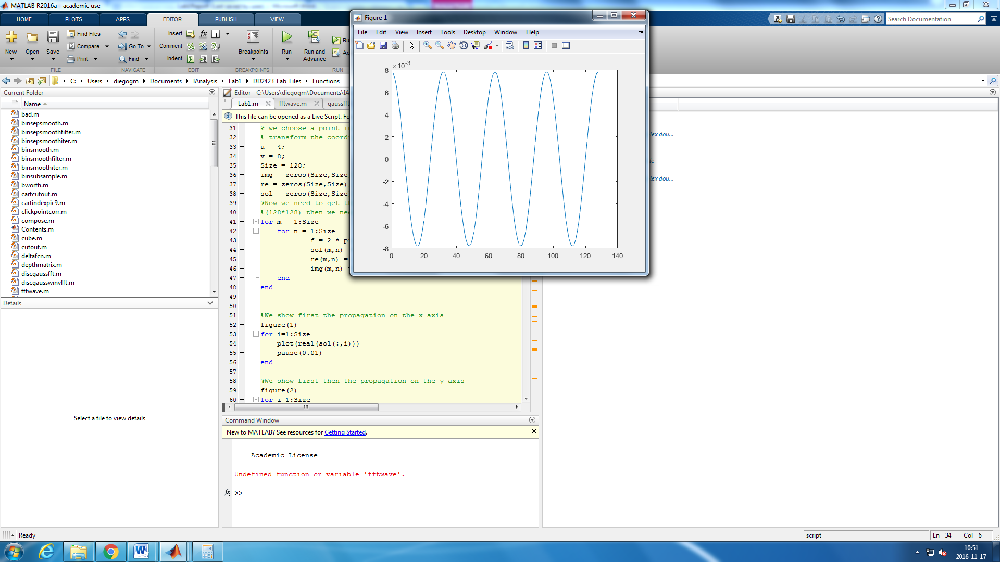 MATLAB R2016a - academic use
HOME PLOTS APPS EDITOR PUBLISH VIEW
Search Documentation
New Open Save
Find Files
Compare
Print
FILE
Go To
Find
NAVIGATE
Insert fx
Comment
Indent
EDIT
Breakpoints
BREAKPOINTS
Run
Run and
Advance
RUN
C: Users diegogm Documents IAnalysis Lab1 DD2423_Lab_Files Functions
Current Folder
Name
bad.m
binsepsmooth.m
binsepsmoothfilter.m
binsepsmoothiter.m
binsmooth.m
binsmoothfilter.m
binsmoothiter.m
binsubsample.m
bworth.m
cartcutout.m
cartindexpic9.m
clickpointcorr.m
compose.m
Contents.m
cube.m
cutout.m
deltafcn.m
depthmatrix.m
discgaussfft.m
discgausswinvfft.m
fftwave.m
Details
Select a file to view details
Editor - C:\Users\diegogm\Documents\IA
Lab1.m fftwave.m gaussfft
This file can be opened as a Live Script. Fo
31 % we choose a point i
32 % transform the coord
33 u = 4;
34 v = 8;
35 Size = 128;
36 img = zeros(Size,Size
37 re = zeros(Size,Size)
38 sol = zeros(Size,Size
39 %Now we need to get t
40 %(128*128) then we ne
41 for m = 1:Size
42 for n = 1:Size
43 f = 2 * p
44 sol(m,n) =
45 re(m,n) =
46 img(m,n) =
47 end
48 end
49
50
51 %We show first the propagation on the x axis
52 figure(1)
53 for i=1:Size
54 plot(real(sol(:,i)))
55 pause(0.01)
56 end
57
58 %We show first then the propagation on the y axis
59 figure(2)
60 for i=1:Size
Figure 1
File Edit View Insert Tools Desktop Window Help
×10-3
8
6
4
2
0
-2
-4
-6
-8
0 20 40 60 80 100 120 140
lex dou...
le
lex dou...
Command Window
New to MATLAB? See resources for Getting Started.
Academic License
Undefined function or variable 'fftwave'.
fx >>
Ready
script
Ln 34 Col 6
10:51
2016-11-17